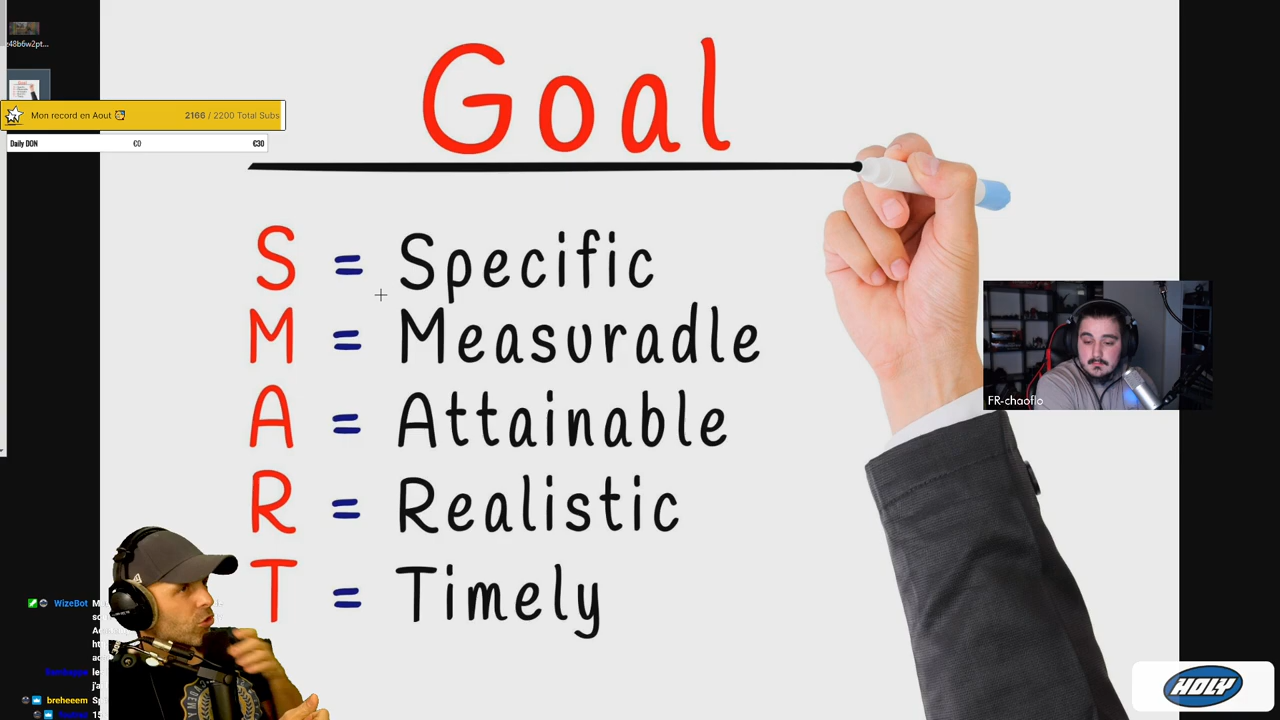 z48b6w2pt...
Mon record en Aout 2166 / 2200 Total Subs
Daily DON €0 €30
Goal
S = Specific
M = Measuradle
A = Attainable
R = Realistic
T = Timely
FR-chaoflo
WizeBot
breheeem
HOLY